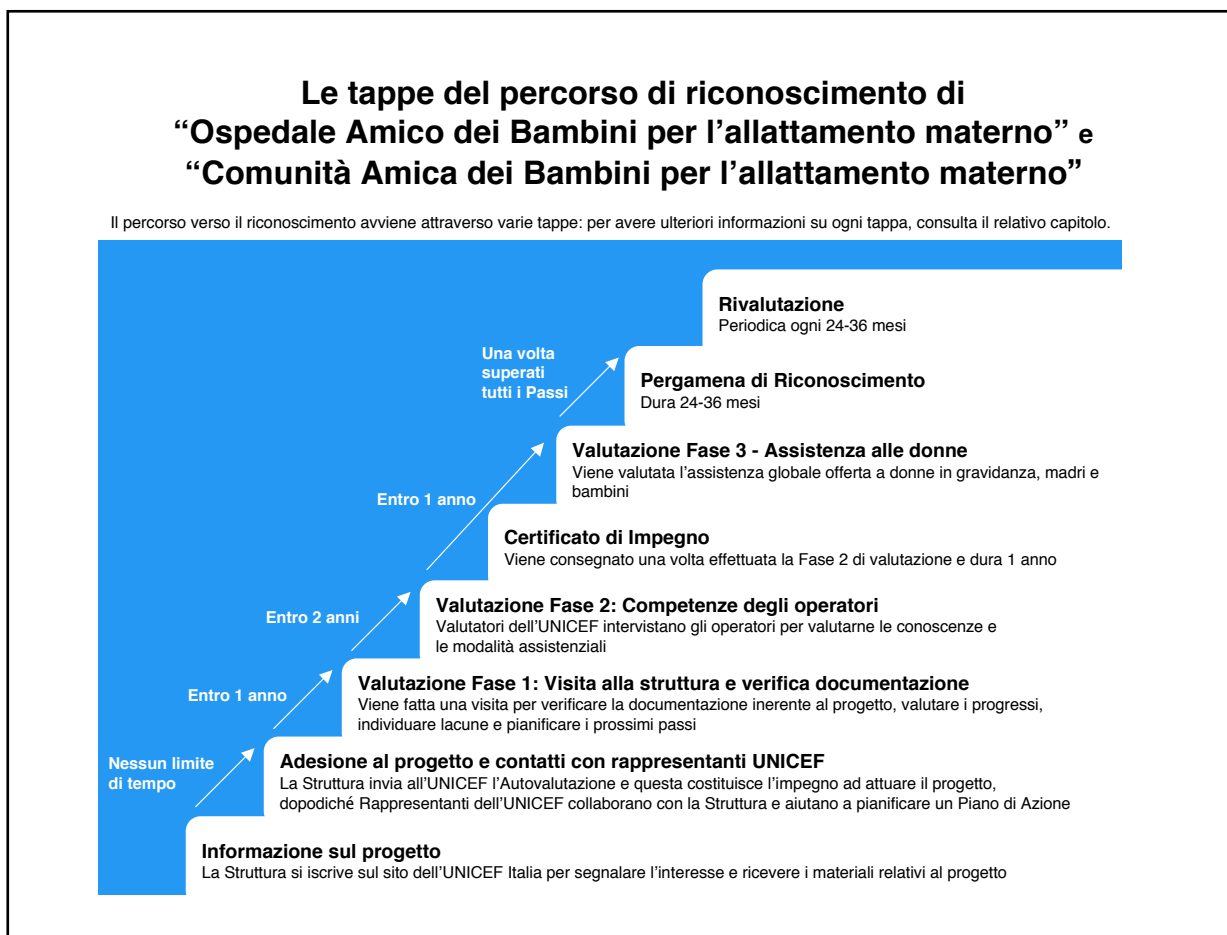 Le tappe del percorso di riconoscimento di
“Ospedale Amico dei Bambini per l’allattamento materno” e
“Comunità Amica dei Bambini per l’allattamento materno”
Il percorso verso il riconoscimento avviene attraverso varie tappe: per avere ulteriori informazioni su ogni tappa, consulta il relativo capitolo.
Rivalutazione
Periodica ogni 24-36 mesi
Una volta
superati
tutti i Passi
Pergamena di Riconoscimento
Dura 24-36 mesi
Valutazione Fase 3 - Assistenza alle donne
Viene valutata l’assistenza globale offerta a donne in gravidanza, madri e
bambini
Entro 1 anno
Certificato di Impegno
Viene consegnato una volta effettuata la Fase 2 di valutazione e dura 1 anno
Entro 2 anni
Valutazione Fase 2: Competenze degli operatori
Valutatori dell’UNICEF intervistano gli operatori per valutarne le conoscenze e
le modalità assistenziali
Entro 1 anno
Valutazione Fase 1: Visita alla struttura e verifica documentazione
Viene fatta una visita per verificare la documentazione inerente al progetto, valutare i progressi,
individuare lacune e pianificare i prossimi passi
Nessun limite
di tempo
Adesione al progetto e contatti con rappresentanti UNICEF
La Struttura invia all’UNICEF l’Autovalutazione e questa costituisce l’impegno ad attuare il progetto,
dopodiché Rappresentanti dell’UNICEF collaborano con la Struttura e aiutano a pianificare un Piano di Azione
Informazione sul progetto
La Struttura si iscrive sul sito dell’UNICEF Italia per segnalare l’interesse e ricevere i materiali relativi al progetto